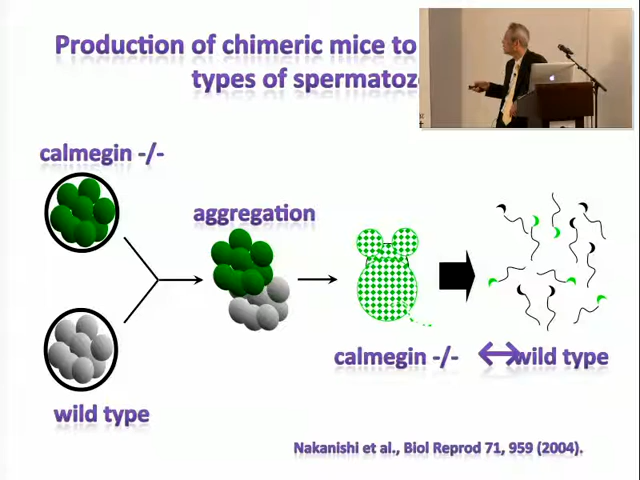 Production of chimeric mice to
types of spermatozo
calmegin -/-
aggregation
calmegin -/- ↔ wild type
wild type
Nakanishi et al., Biol Reprod 71, 959 (2004).